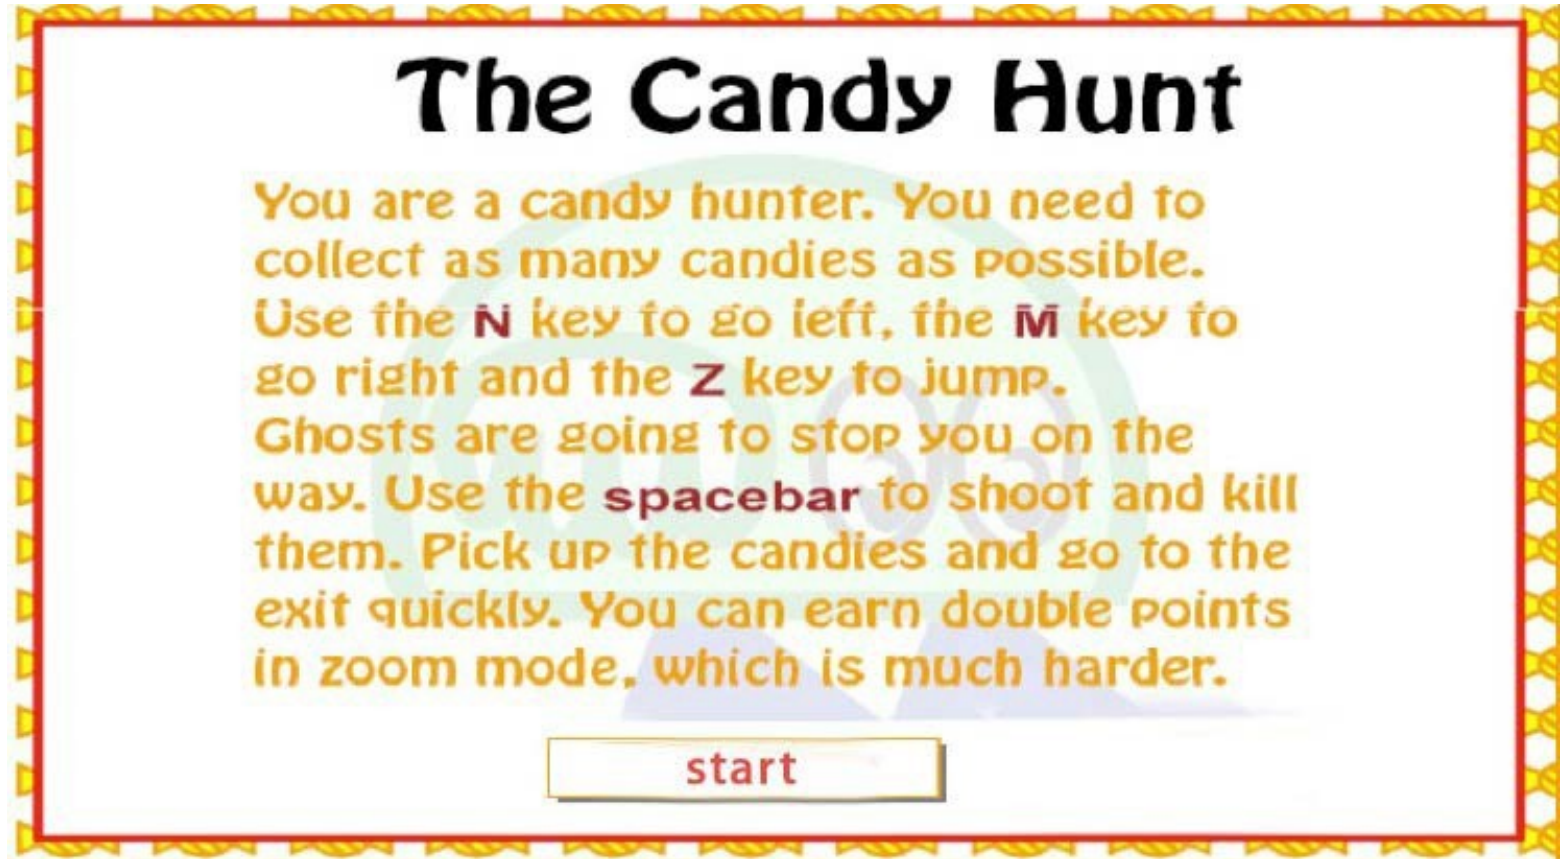 The Candy Hunt
You are a candy hunter. You need to
collect as many candies as possible.
Use the N key to go left, the M key to
go right and the Z key to jump.
Ghosts are going to stop you on the
way. Use the spacebar to shoot and kill
them. Pick up the candies and go to the
exit quickly. You can earn double points
in zoom mode, which is much harder.
start